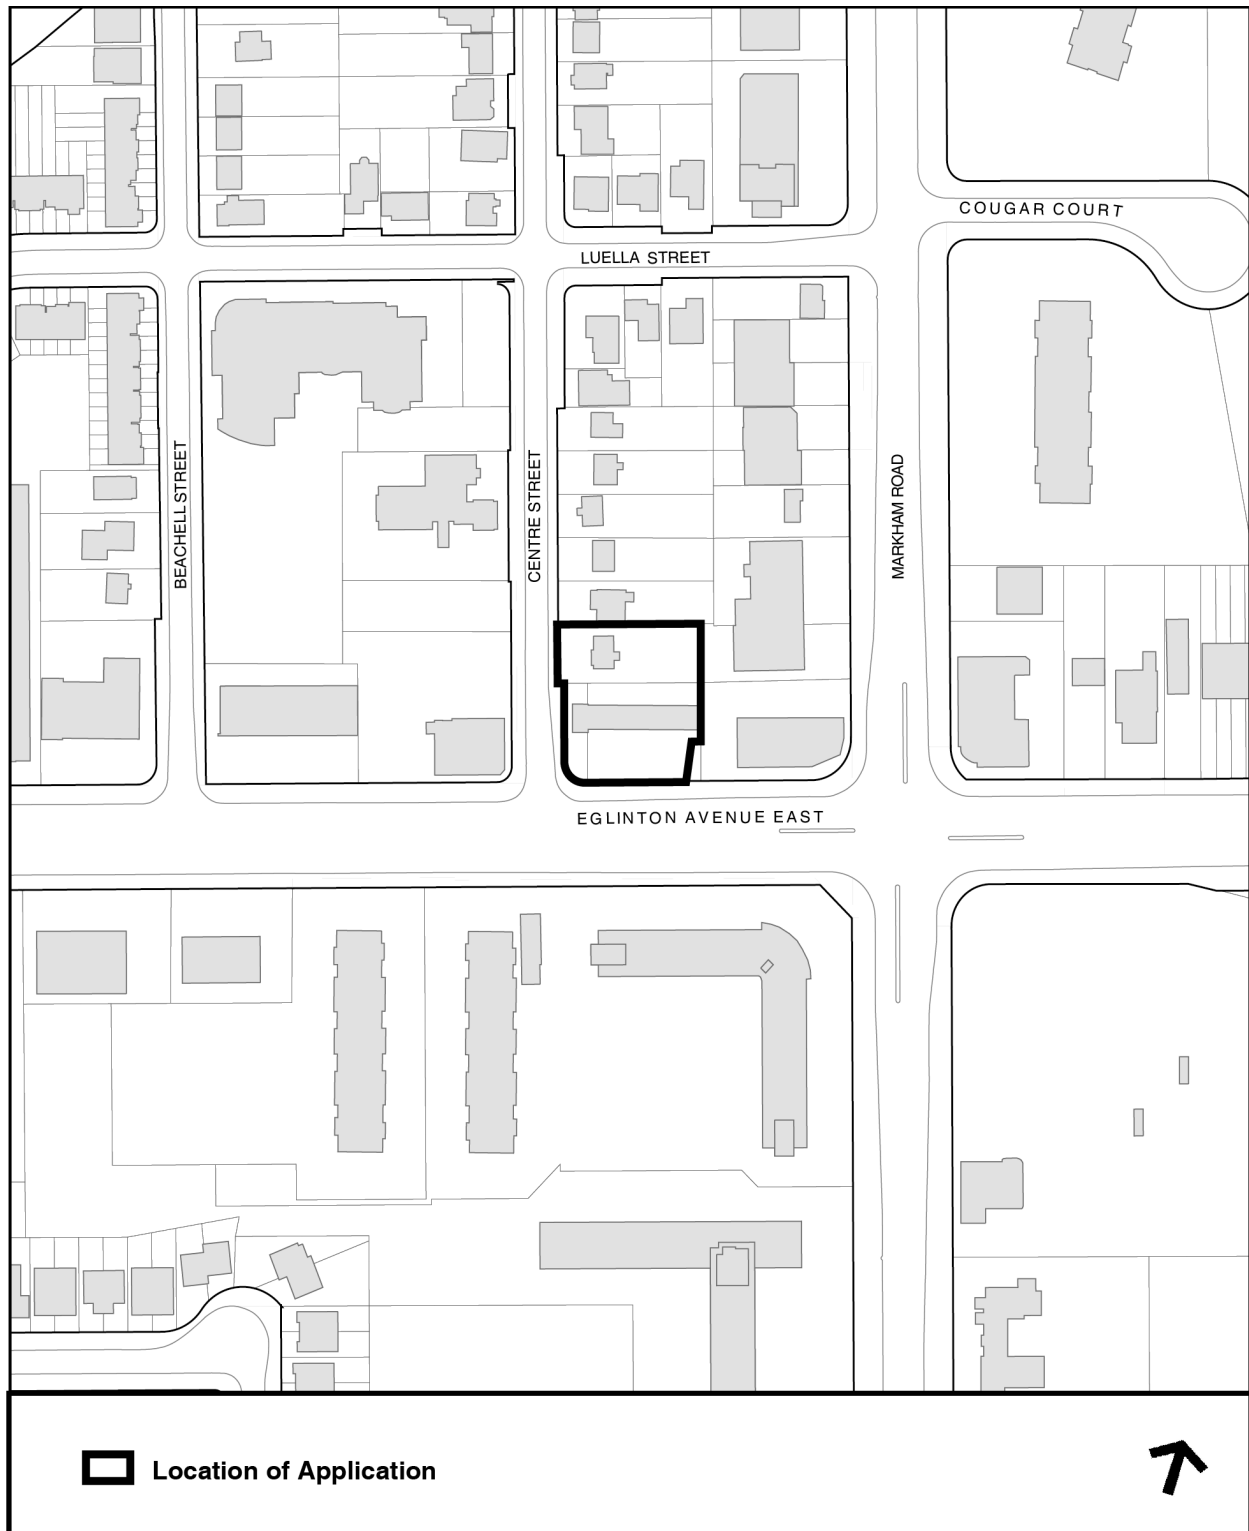 COUGAR COURT
LUELLA STREET
BEACHELL STREET
CENTRE STREET
MARKHAM ROAD
EGLINTON AVENUE EAST
Location of Application